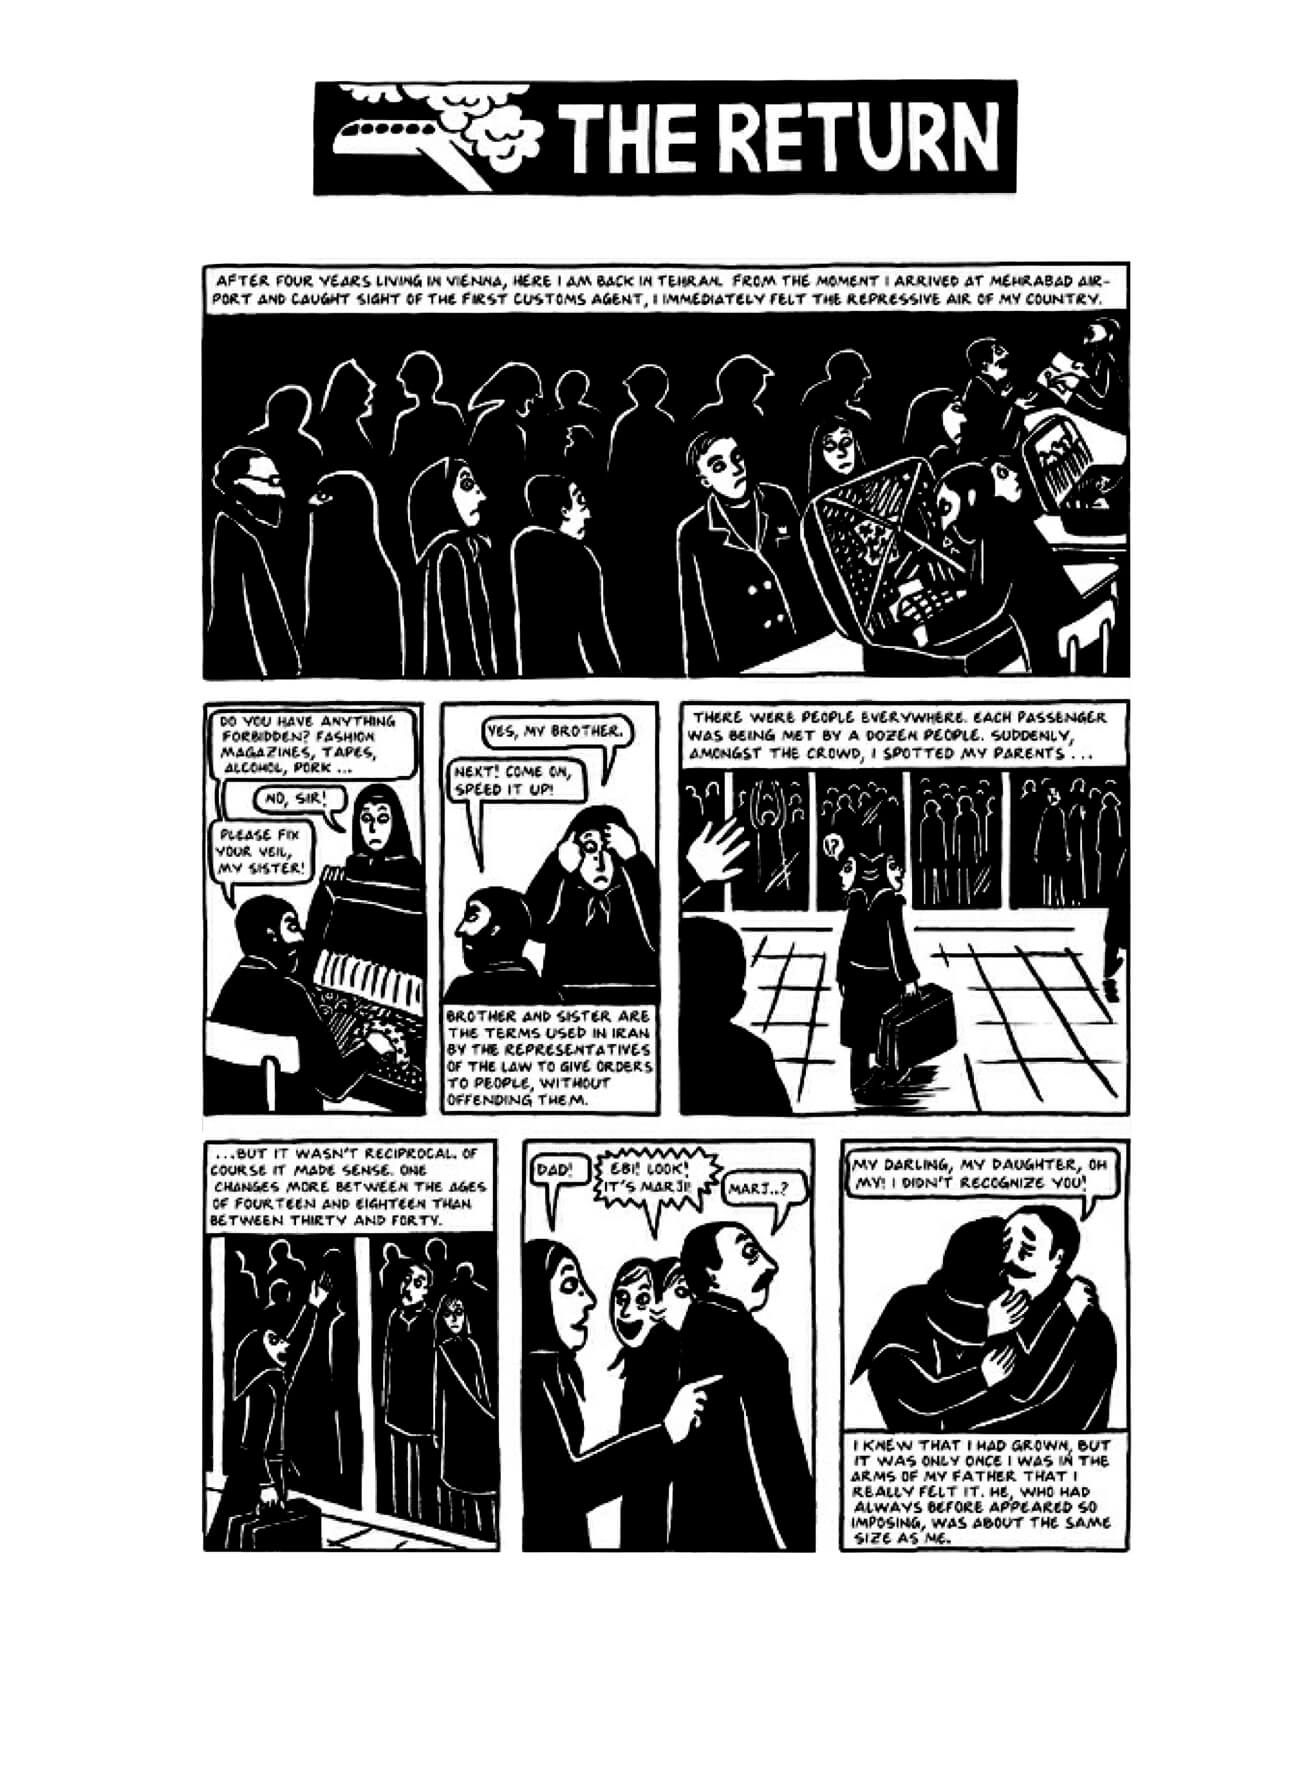 THE RETURN
AFTER FOUR YEARS LIVING IN VIENNA, HERE I AM BACK IN TEHRAN. FROM THE MOMENT I ARRIVED AT MEHRABAD AIR-
PORT AND CAUGHT SIGHT OF THE FIRST CUSTOMS AGENT, I IMMEDIATELY FELT THE REPRESSIVE AIR OF MY COUNTRY.
DO YOU HAVE ANYTHING
FORBIDDEN? FASHION
MAGAZINES, TAPES,
ALCOHOL, PORK ...
NO, SIR!
PLEASE FIX
YOUR VEIL,
MY SISTER!
YES, MY BROTHER.
NEXT! COME ON,
SPEED IT UP!
BROTHER AND SISTER ARE
THE TERMS USED IN IRAN
BY THE REPRESENTATIVES
OF THE LAW TO GIVE ORDERS
TO PEOPLE, WITHOUT
OFFENDING THEM.
THERE WERE PEOPLE EVERYWHERE. EACH PASSENGER
WAS BEING MET BY A DOZEN PEOPLE. SUDDENLY,
AMONGST THE CROWD, I SPOTTED MY PARENTS ...
!?
...BUT IT WASN'T RECIPROCAL. OF
COURSE IT MADE SENSE. ONE
CHANGES MORE BETWEEN THE AGES
OF FOURTEEN AND EIGHTEEN THAN
BETWEEN THIRTY AND FORTY.
DAD!
EBI! LOOK!
IT'S MARJI!
MARJ..?
MY DARLING, MY DAUGHTER, OH
MY! I DIDN'T RECOGNIZE YOU!
I KNEW THAT I HAD GROWN, BUT
IT WAS ONLY ONCE I WAS IN THE
ARMS OF MY FATHER THAT I
REALLY FELT IT. HE, WHO HAD
ALWAYS BEFORE APPEARED SO
IMPOSING, WAS ABOUT THE SAME
SIZE AS ME.